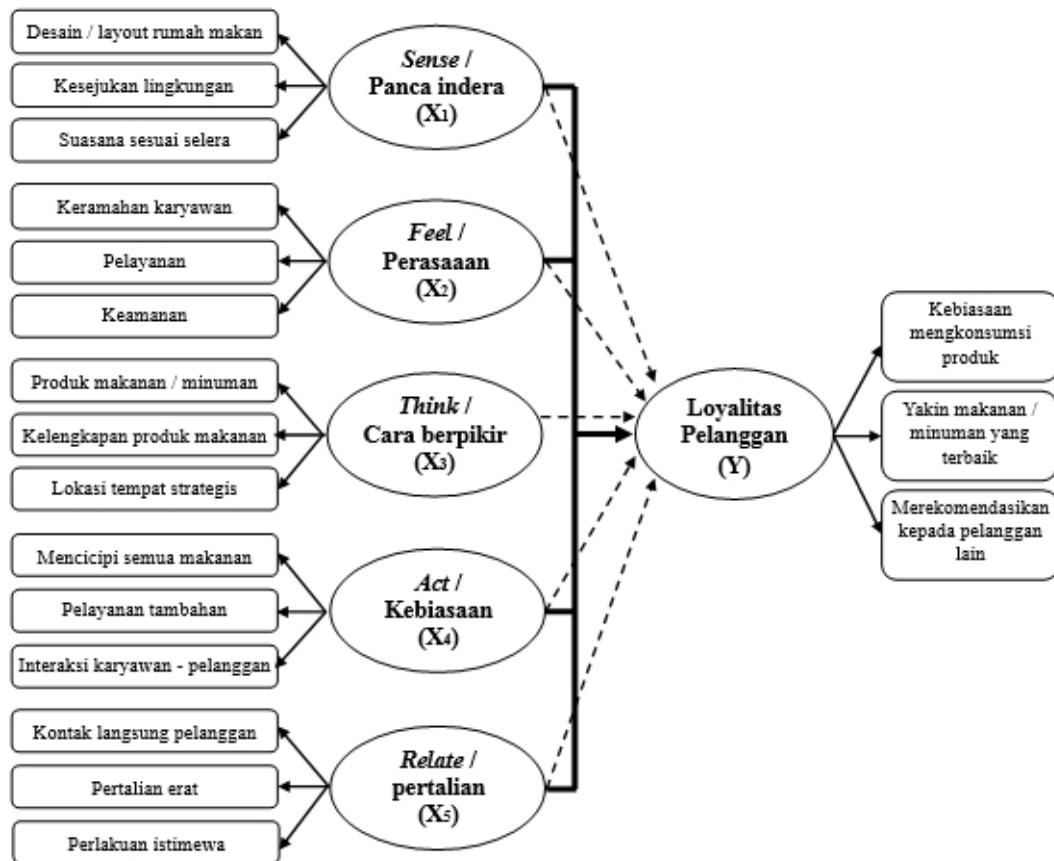 Desain / layout rumah makan
Kesejukan lingkungan
Suasana sesuai selera
Sense /
Panca indera
(X1)
Keramahan karyawan
Pelayanan
Keamanan
Feel /
Perasaaan
(X2)
Produk makanan / minuman
Kelengkapan produk makanan
Lokasi tempat strategis
Think /
Cara berpikir
(X3)
Mencicipi semua makanan
Pelayanan tambahan
Interaksi karyawan - pelanggan
Act /
Kebiasaan
(X4)
Kontak langsung pelanggan
Pertalian erat
Perlakuan istimewa
Relate /
pertalian
(X5)
Loyalitas
Pelanggan
(Y)
Kebiasaan
mengkonsumsi
produk
Yakin makanan /
minuman yang
terbaik
Merekomendasikan
kepada pelanggan
lain